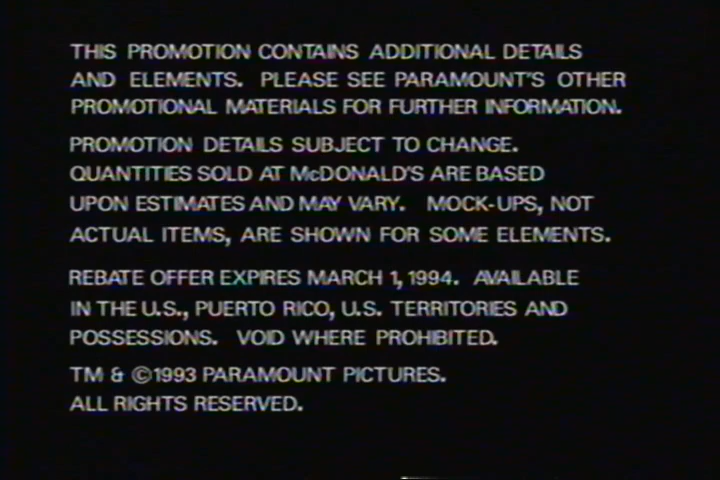 THIS PROMOTION CONTAINS ADDITIONAL DETAILS
AND ELEMENTS. PLEASE SEE PARAMOUNT'S OTHER
PROMOTIONAL MATERIALS FOR FURTHER INFORMATION.
PROMOTION DETAILS SUBJECT TO CHANGE.
QUANTITIES SOLD AT McDONALD'S ARE BASED
UPON ESTIMATES AND MAY VARY. MOCK-UPS, NOT
ACTUAL ITEMS, ARE SHOWN FOR SOME ELEMENTS.
REBATE OFFER EXPIRES MARCH 1, 1994. AVAILABLE
IN THE U.S., PUERTO RICO, U.S. TERRITORIES AND
POSSESSIONS. VOID WHERE PROHIBITED.
TM & ©1993 PARAMOUNT PICTURES.
ALL RIGHTS RESERVED.